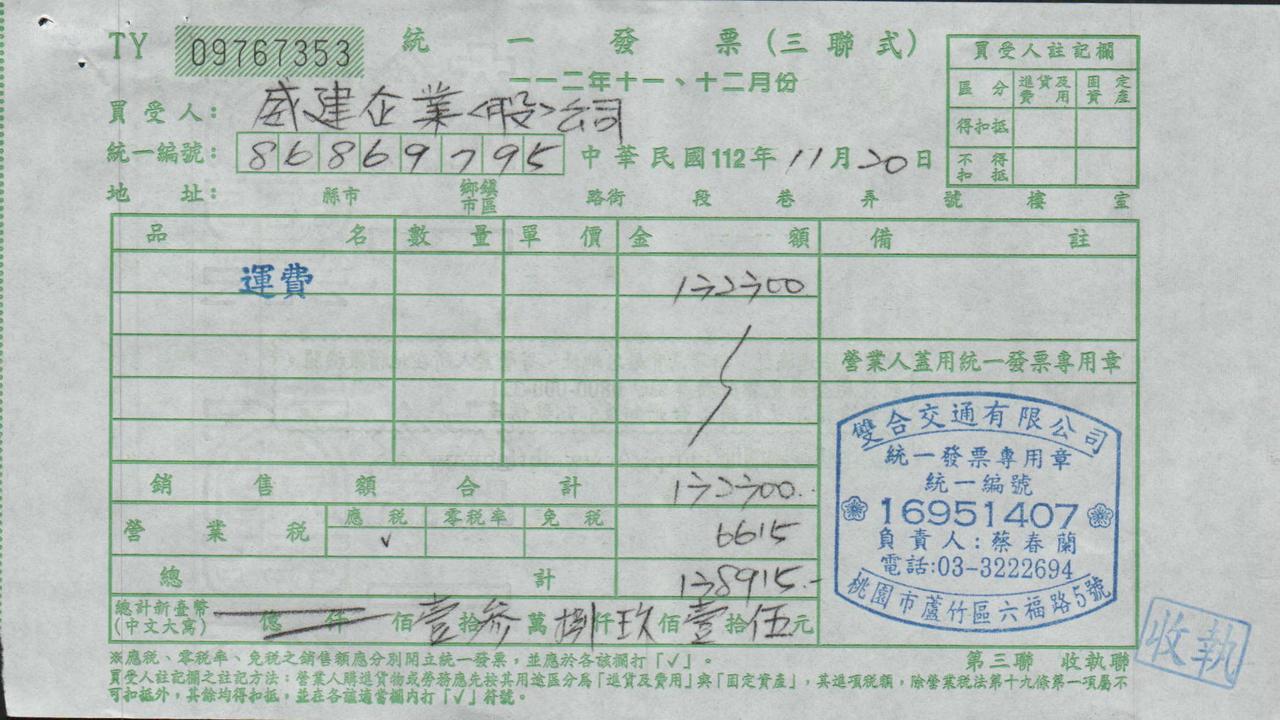 TY 09767353 統一發票(三聯式)
一一二年十一、十二月份
買受人註記欄
區分 進貨及費用 固定資產
得扣抵
不得扣抵
買受人: 威建企業<股>公司
統一編號: 86869795 中華民國112年11月20日
地址: 縣市 鄉鎮市區 路街 段 巷 弄 號 樓 室
品名 數量 單價 金額 備註
運費 132300
營業人蓋用統一發票專用章
銷售額合計 132300.
營業稅 應稅 零稅率 免稅
✓ 6615
總計 138915.-
總計新臺幣(中文大寫) 億 仟 佰 壹拾參萬捌仟玖佰壹拾伍元
雙合交通有限公司
統一發票專用章
統一編號
16951407
負責人:蔡春蘭
電話:03-3222694
桃園市蘆竹區六福路5號
收執
※應稅、零稅率、免稅之銷售額應分別開立統一發票,並應於各該欄打「✓」。
第三聯 收執聯
買受人註記欄之註記方法:營業人購進貨物或勞務應先按其用途區分為「進貨及費用」與「固定資產」,其進項稅額,除營業稅法第十九條第一項屬不
可扣抵外,其餘均得扣抵,並在各該適當欄內打「✓」符號。